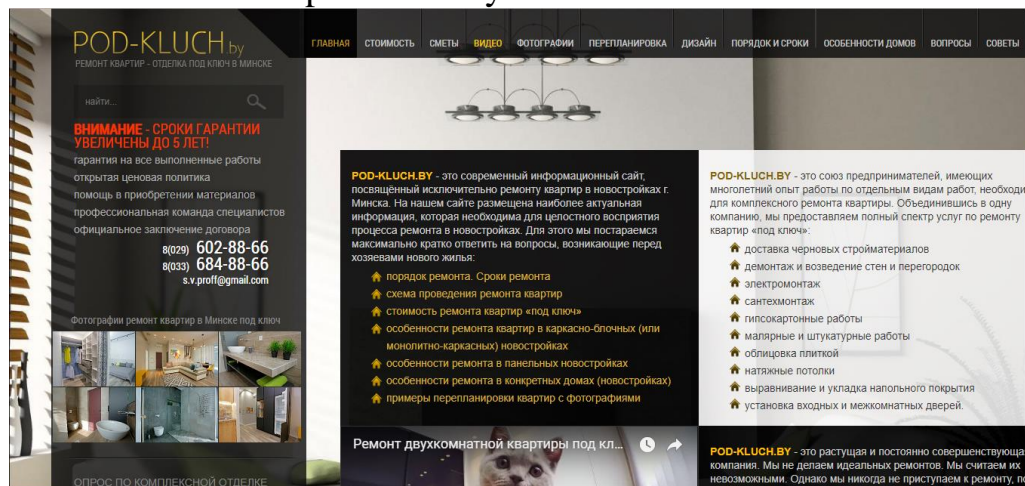 POD-KLUCH.by
РЕМОНТ КВАРТИР - ОТДЕЛКА ПОД КЛЮЧ В МИНСКЕ
ГЛАВНАЯ СТОИМОСТЬ СМЕТЫ ВИДЕО ФОТОГРАФИИ ПЕРЕПЛАНИРОВКА ДИЗАЙН ПОРЯДОК И СРОКИ ОСОБЕННОСТИ ДОМОВ ВОПРОСЫ СОВЕТЫ
найти...
ВНИМАНИЕ - СРОКИ ГАРАНТИИ
УВЕЛИЧЕНЫ ДО 5 ЛЕТ!
гарантия на все выполненные работы
открытая ценовая политика
помощь в приобретении материалов
профессиональная команда специалистов
официальное заключение договора
8(029) 602-88-66
8(033) 684-88-66
s.v.proff@gmail.com
Фотографии ремонт квартир в Минске под ключ
ОПРОС ПО КОМПЛЕКСНОЙ ОТДЕЛКЕ
POD-KLUCH.BY - это современный информационный сайт,
посвящённый исключительно ремонту квартир в новостройках г.
Минска. На нашем сайте размещена наиболее актуальная
информация, которая необходима для целостного восприятия
процесса ремонта в новостройках. Для этого мы постараемся
максимально кратко ответить на вопросы, возникающие перед
хозяевами нового жилья:
порядок ремонта. Сроки ремонта
схема проведения ремонта квартир
стоимость ремонта квартир «под ключ»
особенности ремонта квартир в каркасно-блочных (или
монолитно-каркасных) новостройках
особенности ремонта в панельных новостройках
особенности ремонта в конкретных домах (новостройках)
примеры перепланировки квартир с фотографиями
Ремонт двухкомнатной квартиры под кл...
POD-KLUCH.BY - это союз предпринимателей, имеющих
многолетний опыт работы по отдельным видам работ, необходи
для комплексного ремонта квартиры. Объединившись в одну
компанию, мы предоставляем полный спектр услуг по ремонту
квартир «под ключ»:
доставка черновых стройматериалов
демонтаж и возведение стен и перегородок
электромонтаж
сантехмонтаж
гипсокартонные работы
малярные и штукатурные работы
облицовка плиткой
натяжные потолки
выравнивание и укладка напольного покрытия
установка входных и межкомнатных дверей.
POD-KLUCH.BY - это растущая и постоянно совершенствующа
компания. Мы не делаем идеальных ремонтов. Мы считаем их
невозможными. Однако мы никогда не приступаем к ремонту,